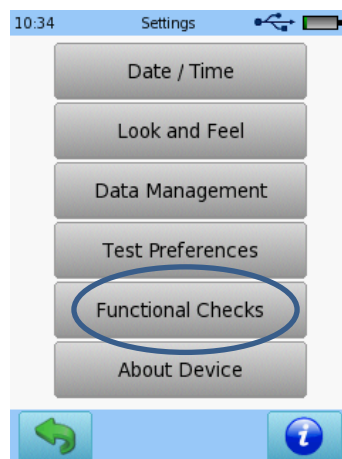 10:34 Settings
Date / Time
Look and Feel
Data Management
Test Preferences
Functional Checks
About Device
i